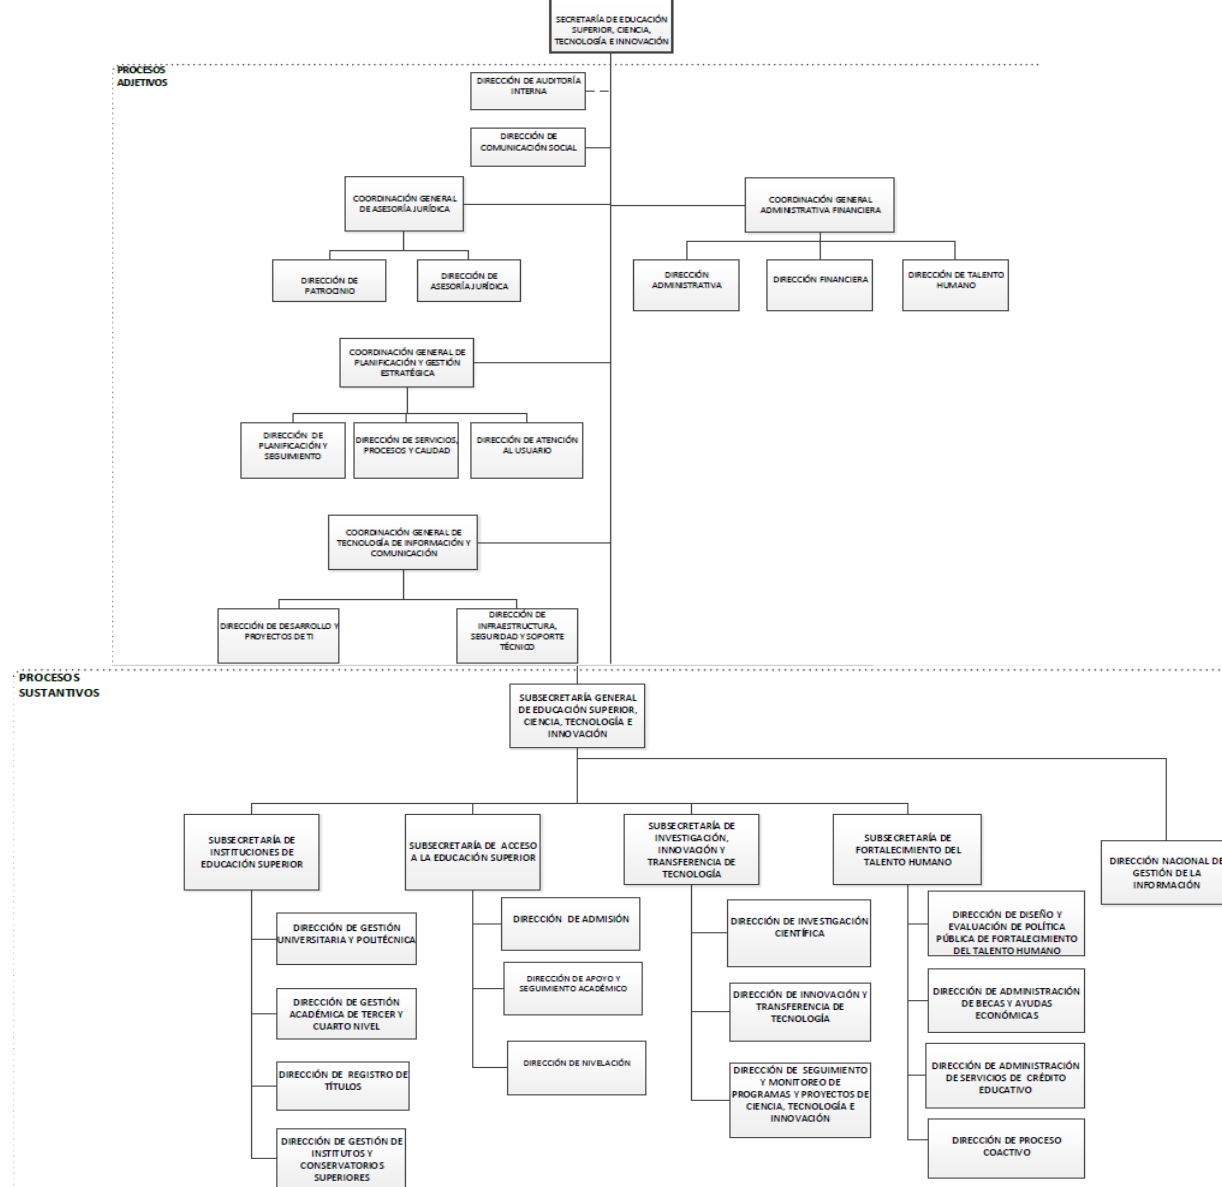 SECRETARÍA DE EDUCACIÓN
SUPERIOR, CIENCIA,
TECNOLOGÍA E INNOVACIÓN
PROCESOS
ADJETIVOS
DIRECCIÓN DE AUDITORÍA
INTERNA
DIRECCIÓN DE
COMUNICACIÓN SOCIAL
COORDINACIÓN GENERAL
DE ASESORÍA JURÍDICA
COORDINACIÓN GENERAL
ADMINISTRATIVA FINANCIERA
DIRECCIÓN DE
PATROCINIO
DIRECCIÓN DE
ASESORÍA JURÍDICA
DIRECCIÓN
ADMINISTRATIVA
DIRECCIÓN FINANCIERA
DIRECCIÓN DE TALENTO
HUMANO
COORDINACIÓN GENERAL DE
PLANIFICACIÓN Y GESTIÓN
ESTRATÉGICA
DIRECCIÓN DE
PLANIFICACIÓN Y
SEGUIMIENTO
DIRECCIÓN DE SERVICIOS,
PROCESOS Y CALIDAD
DIRECCIÓN DE ATENCIÓN
AL USUARIO
COORDINACIÓN GENERAL DE
TECNOLOGÍA DE INFORMACIÓN Y
COMUNICACIÓN
DIRECCIÓN DE DESARROLLO Y
PROYECTOS DE TI
DIRECCIÓN DE
INFRAESTRUCTURA,
SEGURIDAD Y SOPORTE
TÉCNICO
PROCESOS
SUSTANTIVOS
SUBSECRETARÍA GENERAL
DE EDUCACIÓN SUPERIOR,
CIENCIA, TECNOLOGÍA E
INNOVACIÓN
SUBSECRETARÍA DE
INSTITUCIONES DE
EDUCACIÓN SUPERIOR
SUBSECRETARÍA DE ACCESO
A LA EDUCACIÓN SUPERIOR
SUBSECRETARÍA DE
INVESTIGACIÓN,
INNOVACIÓN Y
TRANSFERENCIA DE
TECNOLOGÍA
SUBSECRETARÍA DE
FORTALECIMIENTO DEL
TALENTO HUMANO
DIRECCIÓN NACIONAL DE
GESTIÓN DE LA
INFORMACIÓN
DIRECCIÓN DE GESTIÓN
UNIVERSITARIA Y POLITÉCNICA
DIRECCIÓN DE GESTIÓN
ACADÉMICA DE TERCER Y
CUARTO NIVEL
DIRECCIÓN DE REGISTRO DE
TÍTULOS
DIRECCIÓN DE GESTIÓN DE
INSTITUTOS Y
CONSERVATORIOS
SUPERIORES
DIRECCIÓN DE ADMISIÓN
DIRECCIÓN DE APOYO Y
SEGUIMIENTO ACADÉMICO
DIRECCIÓN DE NIVELACIÓN
DIRECCIÓN DE INVESTIGACIÓN
CIENTÍFICA
DIRECCIÓN DE INNOVACIÓN Y
TRANSFERENCIA DE
TECNOLOGÍA
DIRECCIÓN DE SEGUIMIENTO
Y MONITOREO DE
PROGRAMAS Y PROYECTOS DE
CIENCIA, TECNOLOGÍA E
INNOVACIÓN
DIRECCIÓN DE DISEÑO Y
EVALUACIÓN DE POLÍTICA
PÚBLICA DE FORTALECIMIENTO
DEL TALENTO HUMANO
DIRECCIÓN DE ADMINISTRACIÓN
DE BECAS Y AYUDAS
ECONÓMICAS
DIRECCIÓN DE ADMINISTRACIÓN
DE SERVICIOS DE CRÉDITO
EDUCATIVO
DIRECCIÓN DE PROCESO
COACTIVO